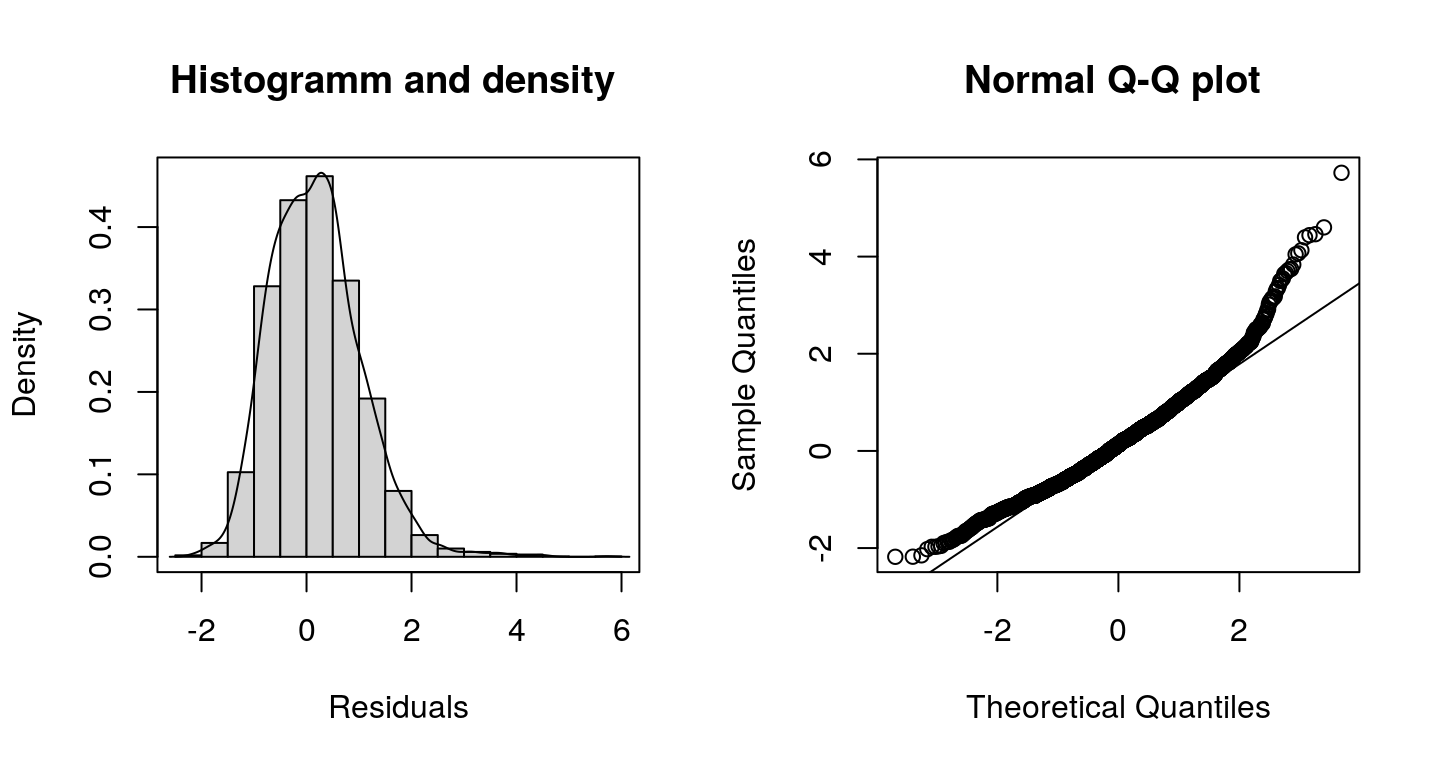 Histogramm and density
Density
0.0 0.1 0.2 0.3 0.4
-2 0 2 4 6
Residuals
Normal Q-Q plot
Sample Quantiles
-2 0 2 4 6
-2 0 2
Theoretical Quantiles